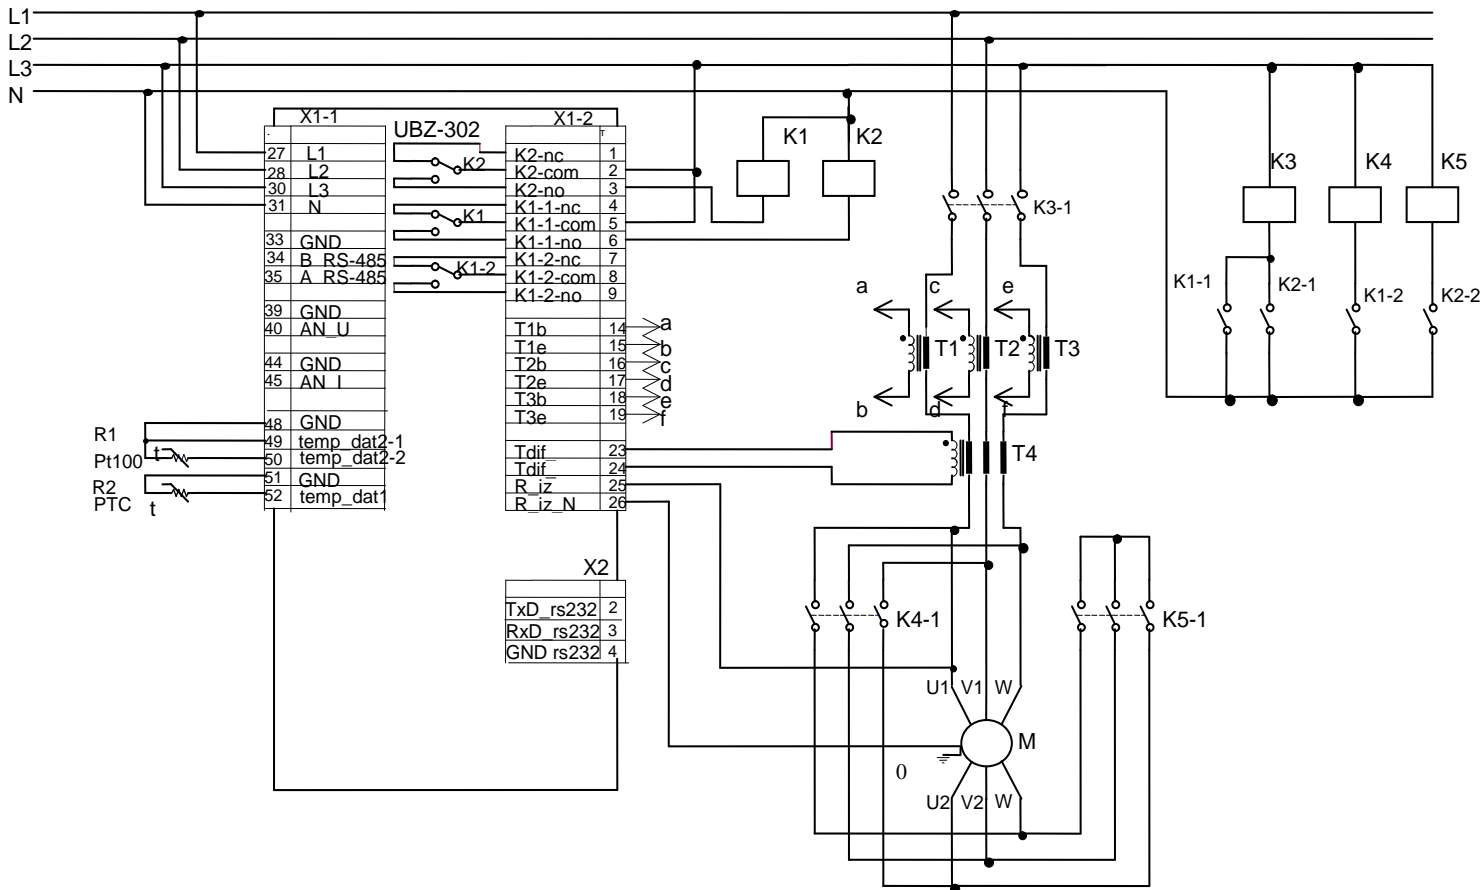 L1
L2
L3
N
X1-1
UBZ-302
X1-2
27 L1
28 L2
30 L3
31 N
33 GND
34 B RS-485
35 A RS-485
39 GND
40 AN_U
44 GND
45 AN I
48 GND
49 temp_dat2-1
50 temp_dat2-2
51 GND
52 temp_dat1
R1
Pt100
t
R2
PTC
t
K2
K1
K1-2
K2-nc 1
K2-com 2
K2-no 3
K1-1-nc 4
K1-1-com 5
K1-1-no 6
K1-2-nc 7
K1-2-com 8
K1-2-no 9
T1b 14 a
T1e 15 b
T2b 16 c
T2e 17 d
T3b 18 e
T3e 19 f
Tdif_ 23
Tdif_ 24
R_iz 25
R_iz_N 26
X2
TxD_rs232 2
RxD_rs232 3
GND rs232 4
K1
K2
K3
K4
K5
K3-1
a
c
e
T1
T2
T3
b
d
f
T4
K1-1
K2-1
K1-2
K2-2
K4-1
K5-1
U1 V1 W
M
0
U2 V2 W